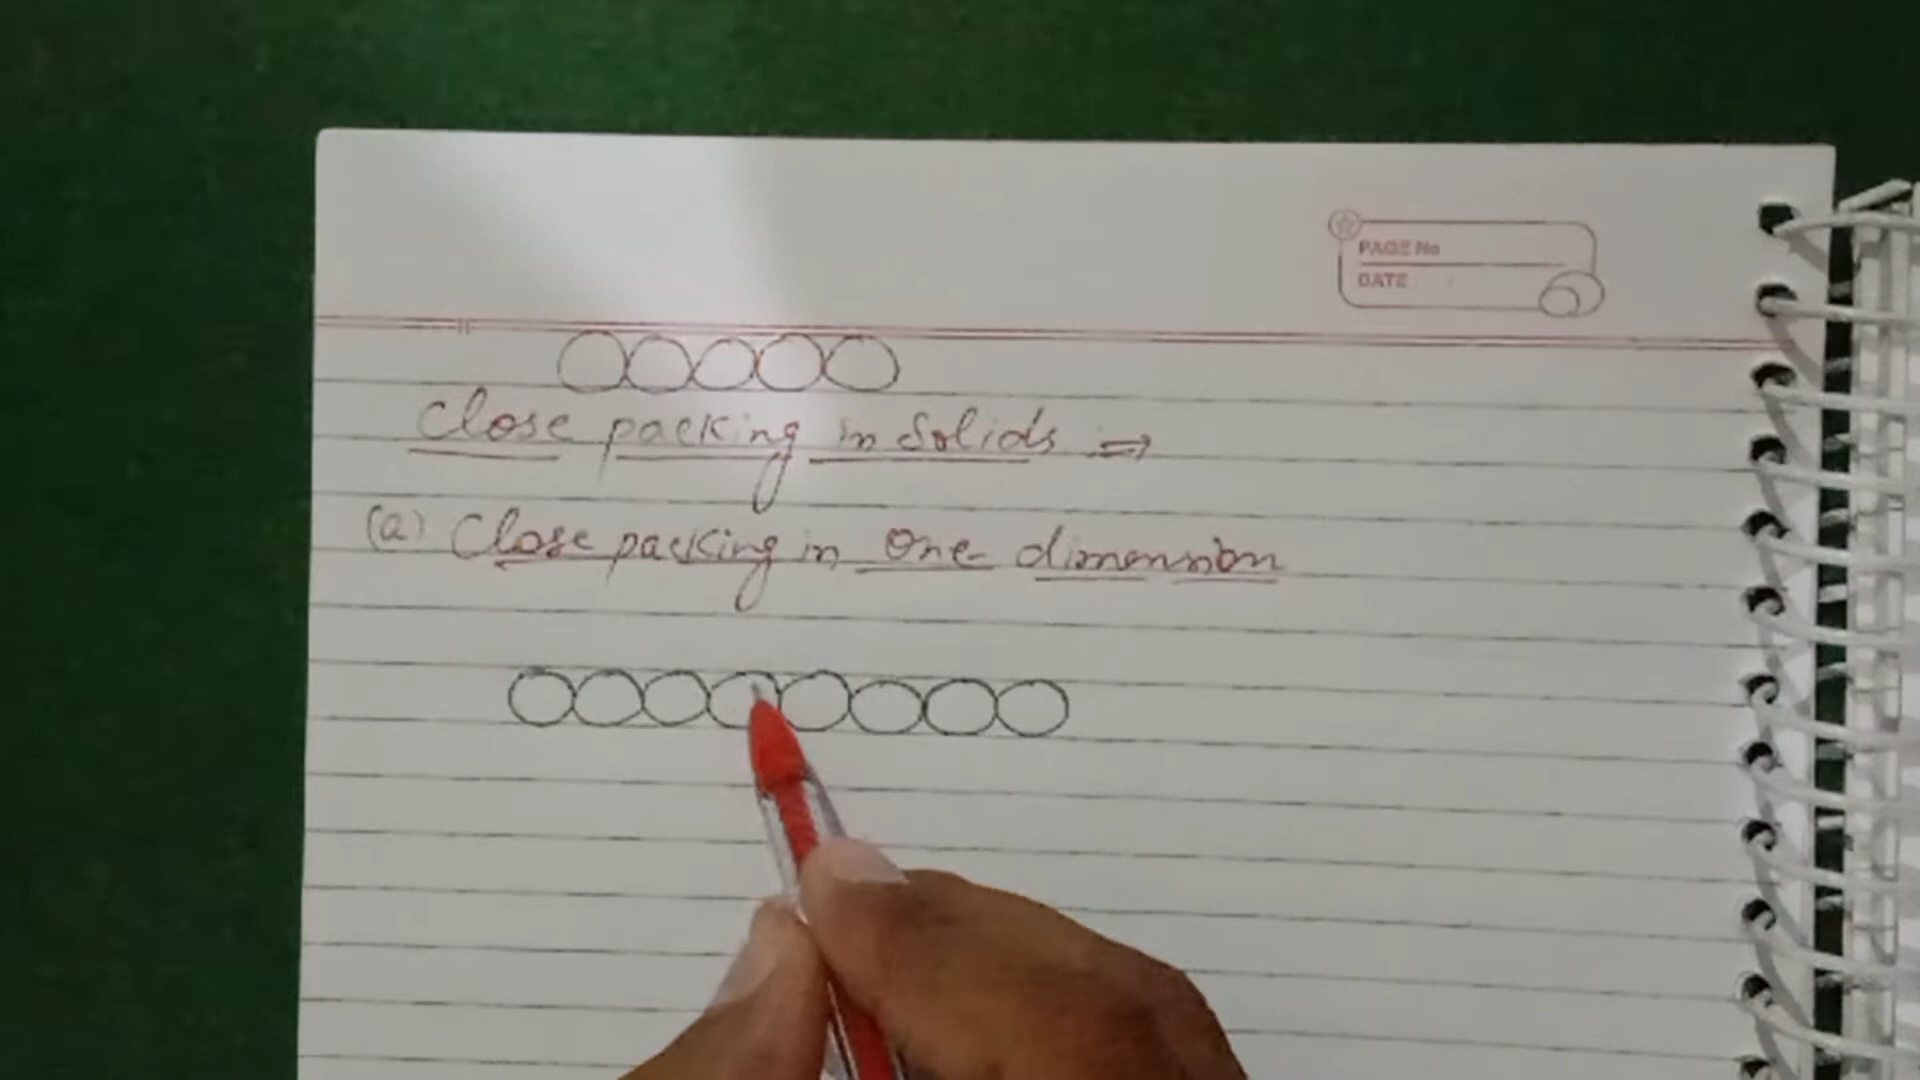 PAGE No
DATE
Close packing in Solids ⇒
(a) Close packing in One- dimension